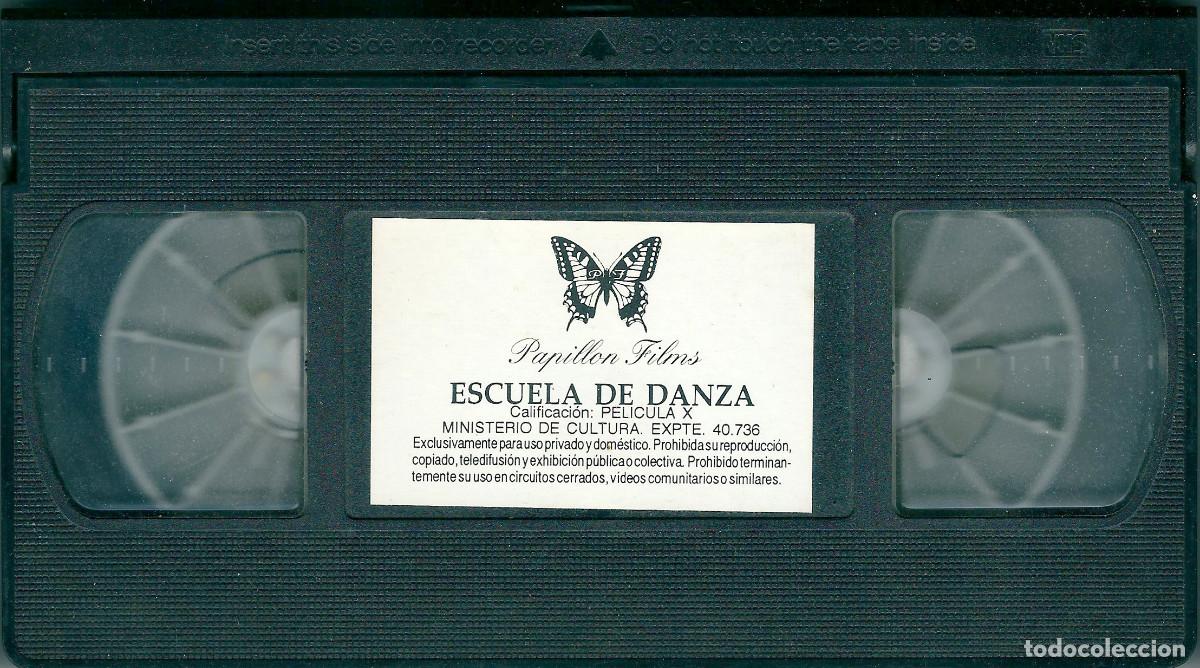 Insert this side into recorder Do not touch the tape inside VHS
P F
Papillon Films
ESCUELA DE DANZA
Calificación: PELICULA X
MINISTERIO DE CULTURA. EXPTE. 40.736
Exclusivamente para uso privado y doméstico. Prohibida su reproducción,
copiado, teledifusión y exhibición pública o colectiva. Prohibido terminan-
temente su uso en circuitos cerrados, videos comunitarios o similares.
todocoleccion